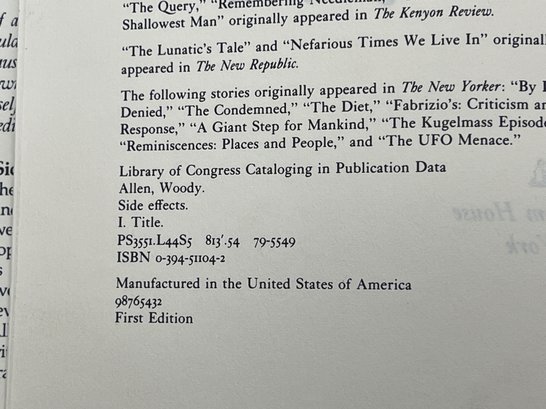 "The Query," "Remembering Needleman,"
Shallowest Man" originally appeared in The Kenyon Review.
"The Lunatic's Tale" and "Nefarious Times We Live In"
appeared in The New Republic.
The following stories originally appeared in The New Yorker: "By
Denied," "The Condemned," "The Diet," "Fabrizio's: Criticism
Response," "A Giant Step for Mankind," "The Kugelmass
"Reminiscences: Places and People," and "The UFO Menace."
Library of Congress Cataloging in Publication Data
Allen, Woody.
Side effects.
I. Title.
PS3551.L44S5 813'.54 79-5549
ISBN 0-394-51104-2
Manufactured in the United States of America
98765432
First Edition